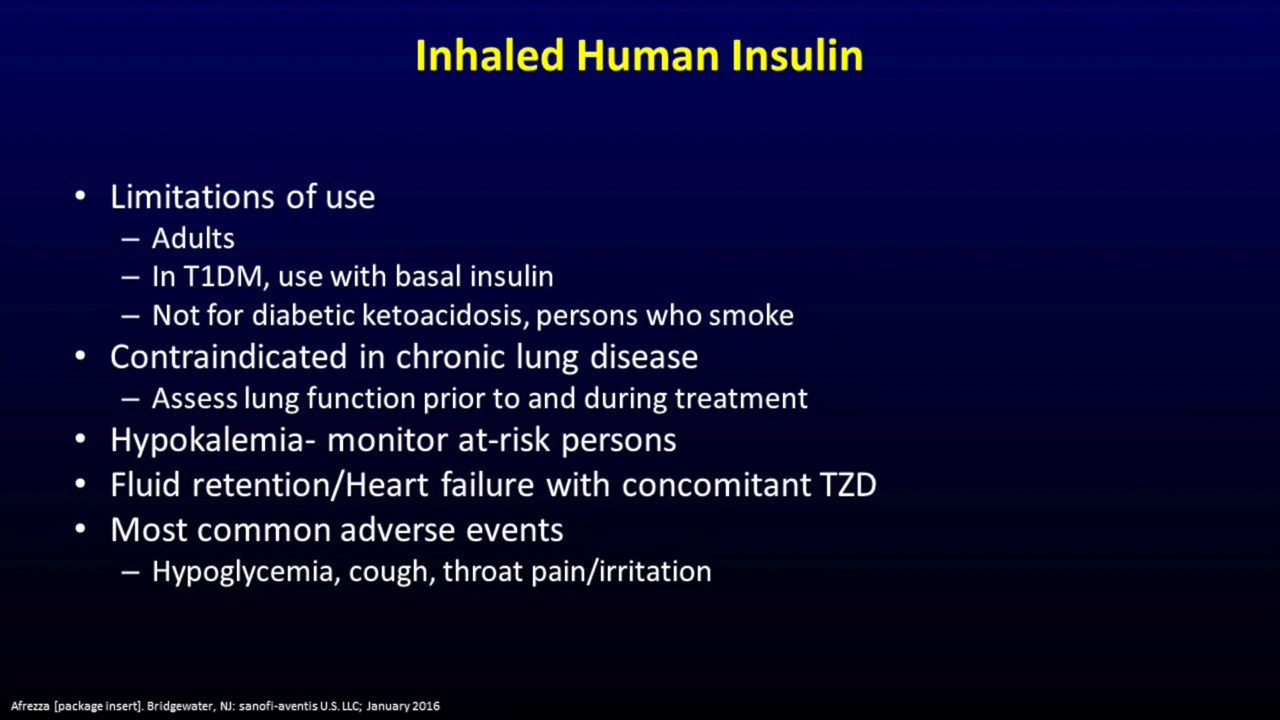 Inhaled Human Insulin
• Limitations of use
– Adults
– In T1DM, use with basal insulin
– Not for diabetic ketoacidosis, persons who smoke
• Contraindicated in chronic lung disease
– Assess lung function prior to and during treatment
• Hypokalemia- monitor at-risk persons
• Fluid retention/Heart failure with concomitant TZD
• Most common adverse events
– Hypoglycemia, cough, throat pain/irritation
Afrezza [package insert]. Bridgewater, NJ: sanofi-aventis U.S. LLC; January 2016